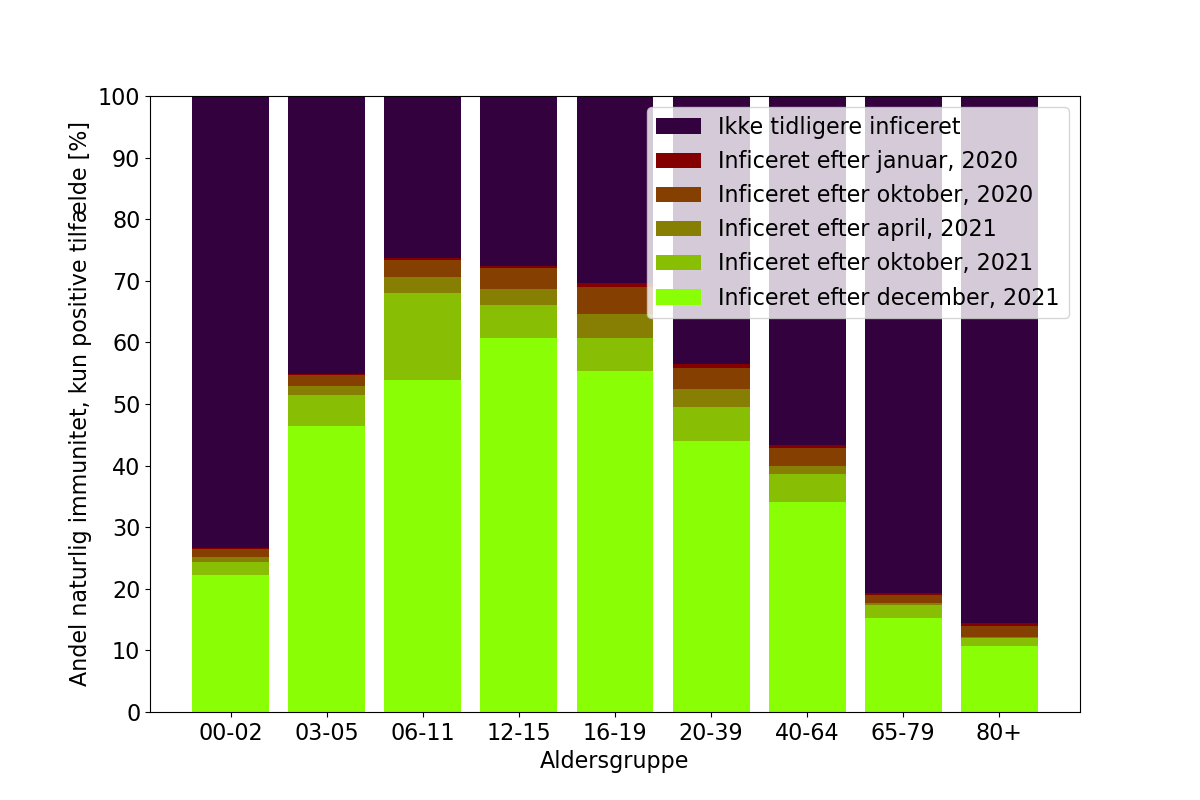 Andel naturlig immunitet, kun positive tilfælde [%]
100
90
80
70
60
50
40
30
20
10
0
Ikke tidligere inficeret
Inficeret efter januar, 2020
Inficeret efter oktober, 2020
Inficeret efter april, 2021
Inficeret efter oktober, 2021
Inficeret efter december, 2021
00-02 03-05 06-11 12-15 16-19 20-39 40-64 65-79 80+
Aldersgruppe